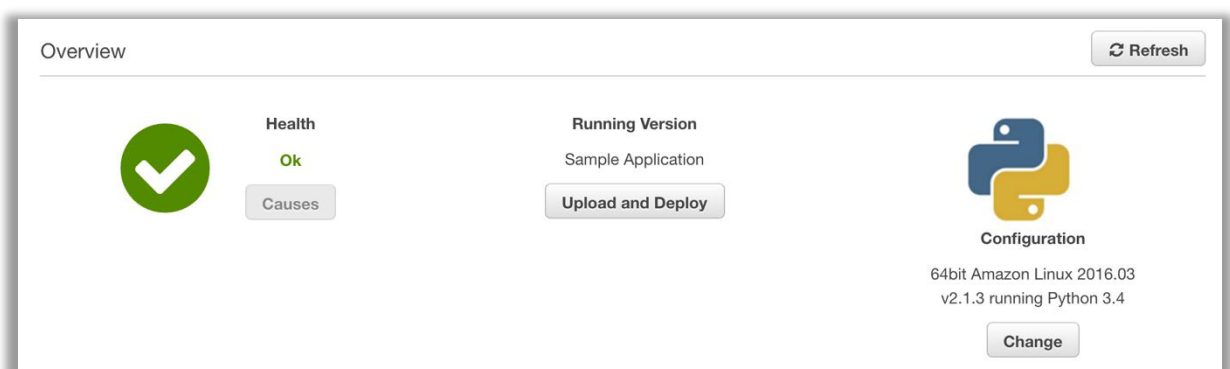 Overview
Refresh
Health
Ok
Causes
Running Version
Sample Application
Upload and Deploy
Configuration
64bit Amazon Linux 2016.03
v2.1.3 running Python 3.4
Change